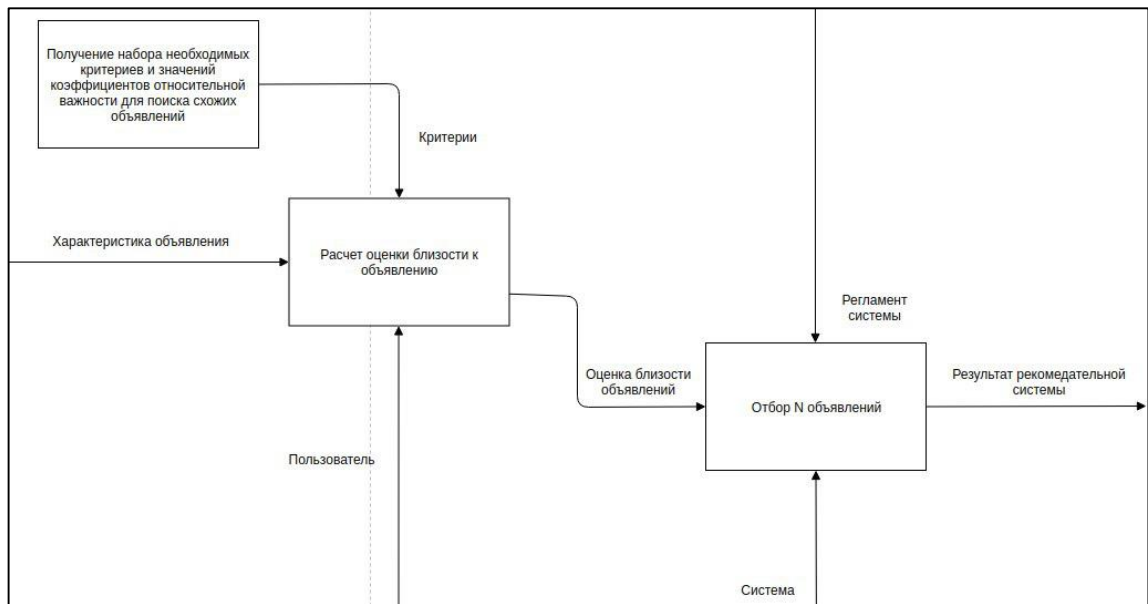 Получение набора необходимых
критериев и значений
коэффициентов относительной
важности для поиска схожих
объявлений
Критерии
Характеристика объявления
Расчет оценки близости к
объявлению
Регламент
системы
Оценка близости
объявлений
Результат рекомедательной
системы
Отбор N объявлений
Пользователь
Система